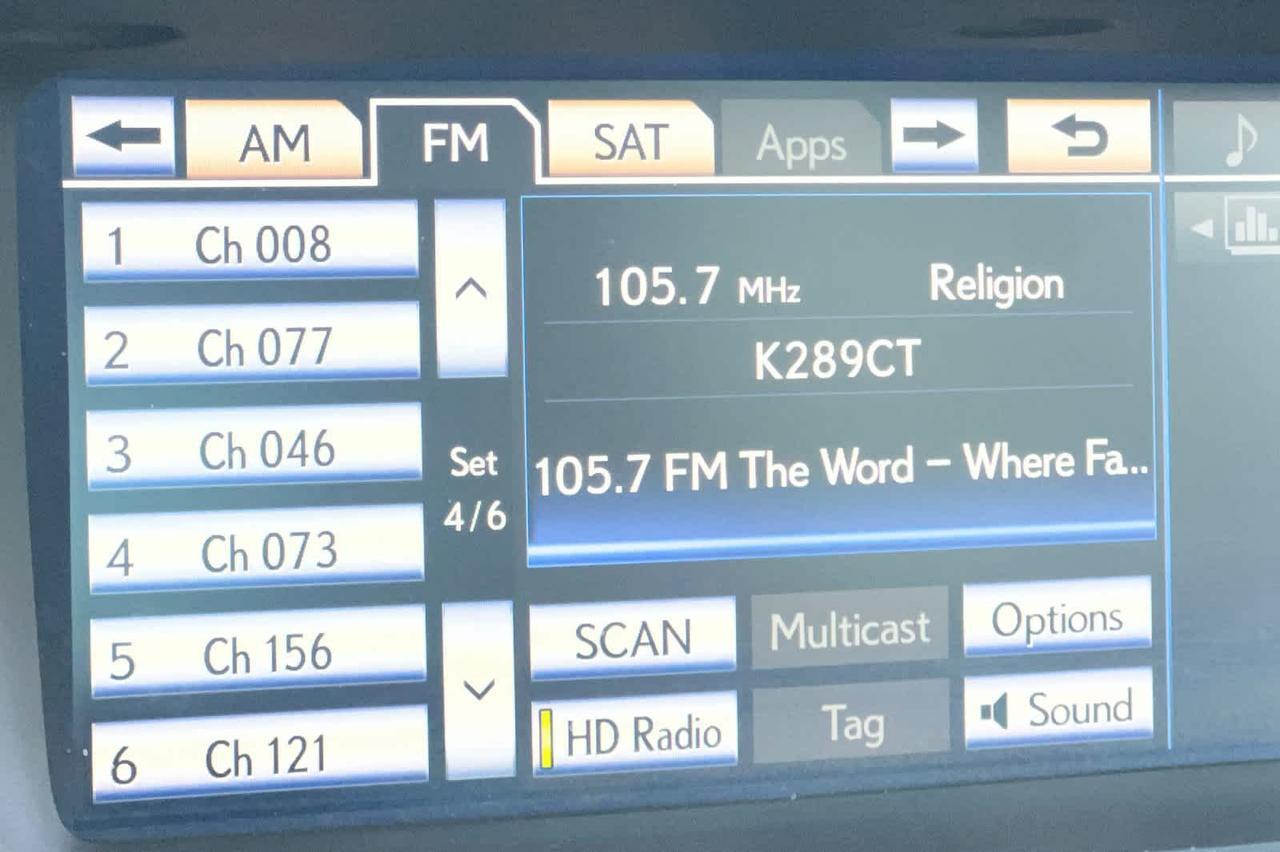 AM FM SAT Apps
1 Ch 008
2 Ch 077
3 Ch 046
4 Ch 073
5 Ch 156
6 Ch 121
Set
4/6
105.7 MHz Religion
K289CT
105.7 FM The Word – Where Fa..
SCAN Multicast Options
HD Radio Tag Sound